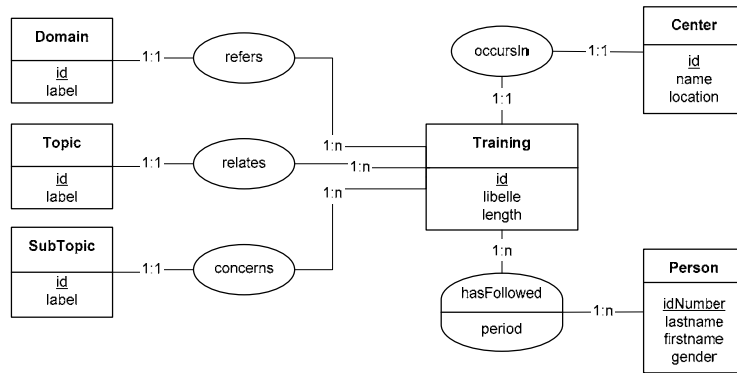 Domain
id
label
1:1
refers
1:n
occursIn
1:1
1:1
Center
id
name
location
Topic
id
label
1:1
relates
1:n
1:n
Training
id
libelle
length
SubTopic
id
label
1:1
concerns
1:n
hasFollowed
period
1:n
Person
idNumber
lastname
firstname
gender